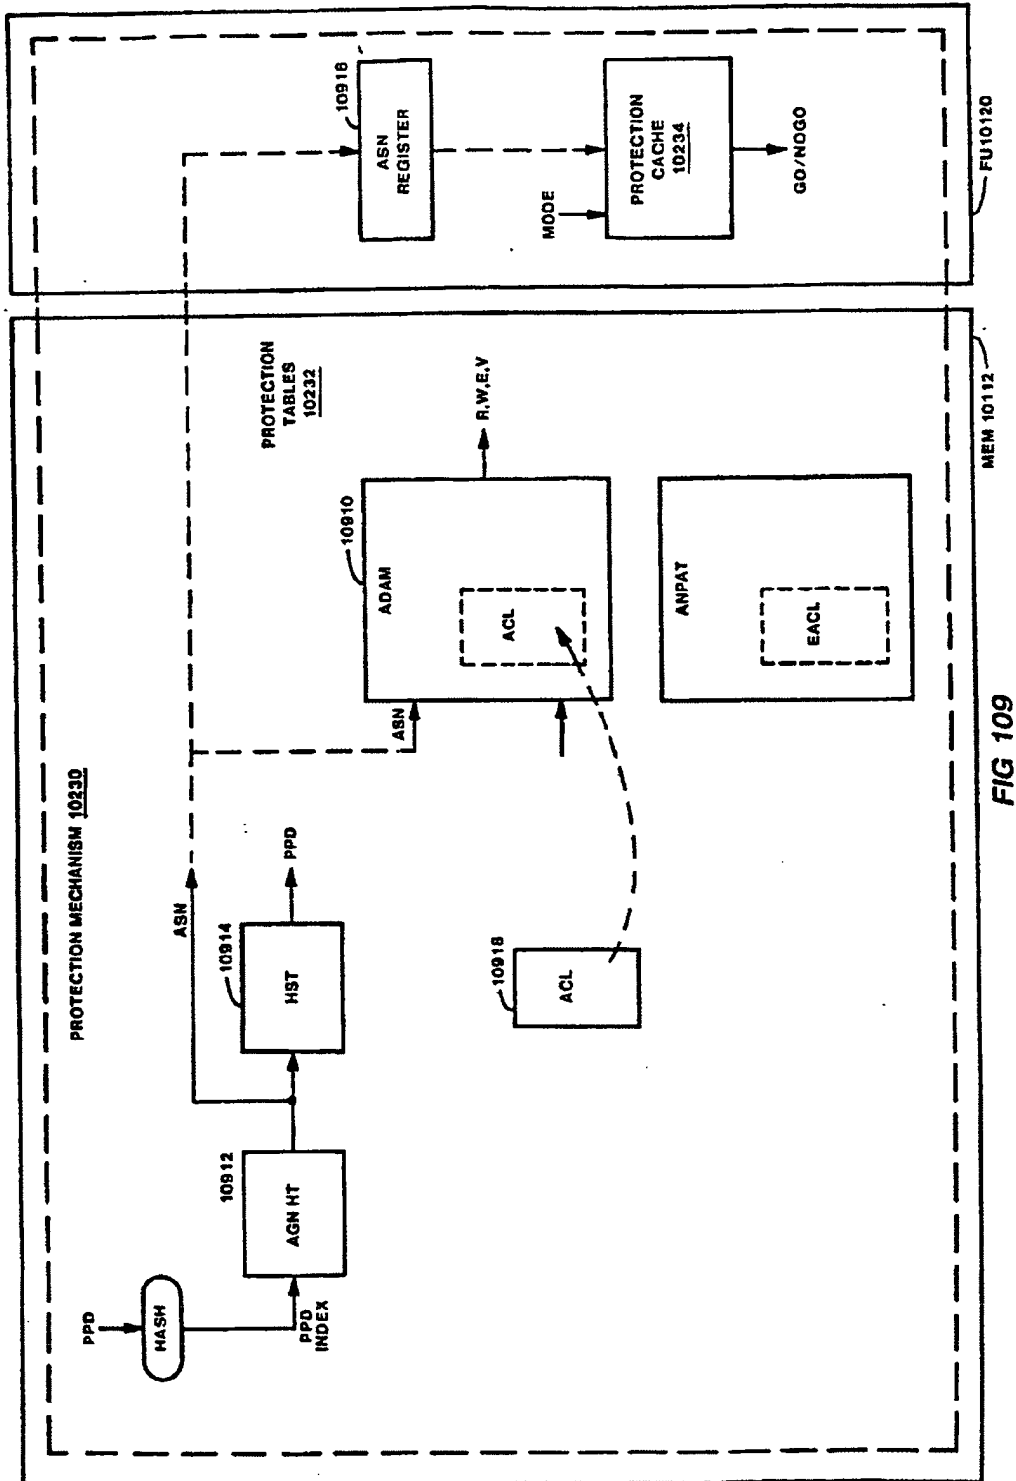 PROTECTION MECHANISM 10230
PPD
HASH
PPD
INDEX
10912
AGN HT
ASN
10914
HST
PPD
10918
ACL
ASN
10910
ADAM
ACL
R,W,E,V
PROTECTION
TABLES
10232
ANPAT
EACL
MEM 10112
10916
ASN
REGISTER
MODE
PROTECTION
CACHE
10234
GO/NOGO
FU10120
FIG 109